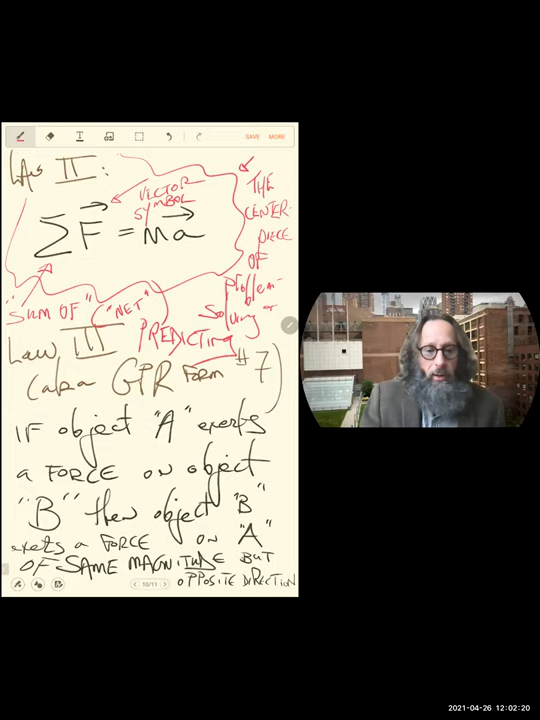 SAVE MORE
LAW II:
VECTOR
SYMBOL
∑F = ma
THE
CENTER-
PIECE
OF
Problem-
Solving +
PREDICTING
"SUM OF" ("NET")
Law III
(aka GPR FORM #7)
IF object "A" exerts
a FORCE ON object
"B" then object "B"
exerts a FORCE ON "A"
OF SAME MAGNITUDE BUT
OPPOSITE DIRECTION
10/11
2021-04-26 12:02:20